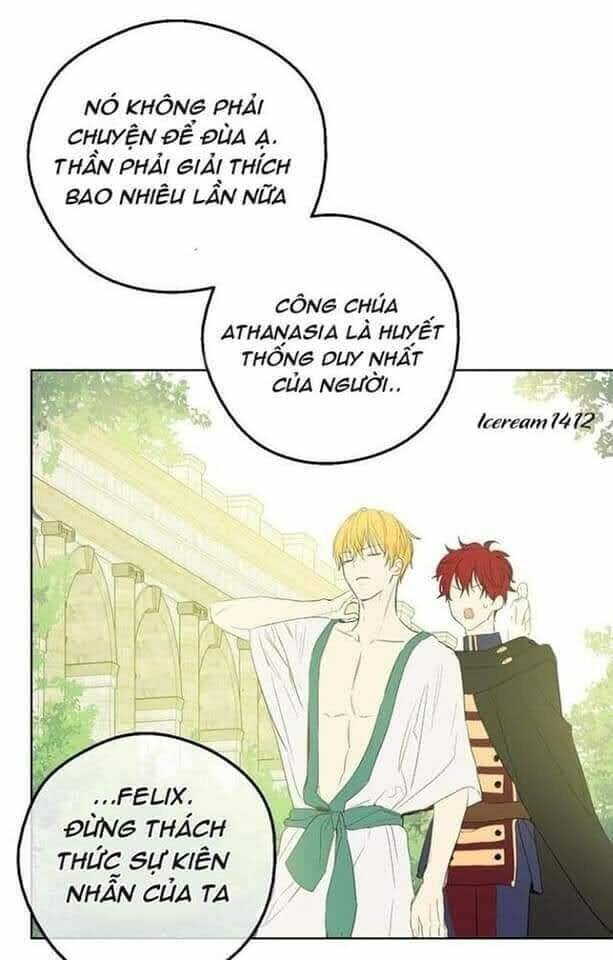 NÓ KHÔNG PHẢI
CHUYỆN ĐỂ ĐÙA Ạ.
THẦN PHẢI GIẢI THÍCH
BAO NHIÊU LẦN NỮA
CÔNG CHÚA
ATHANASIA LÀ HUYẾT
THỐNG DUY NHẤT
CỦA NGƯỜI..
Icereám1412
...FELIX.
ĐỪNG THÁCH
THỨC SỰ KIÊN
NHẪN CỦA TA